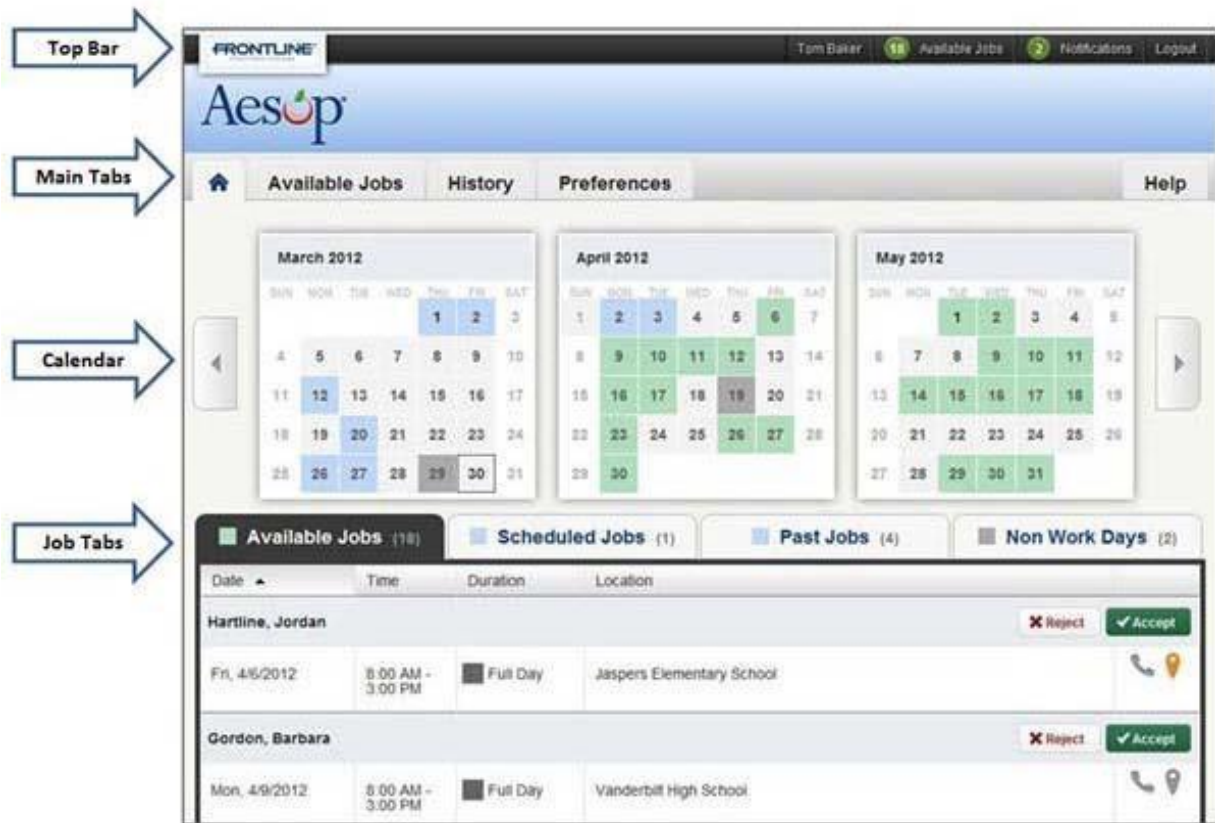 Top Bar
FRONTLINE
Tom Baker 18 Available Jobs 2 Notifications Logout
Aesop
Main Tabs
Available Jobs History Preferences Help
Calendar
March 2012
SUN MON TUE WED THU FRI SAT
1 2 3
4 5 6 7 8 9 10
11 12 13 14 15 16 17
18 19 20 21 22 23 24
25 26 27 28 29 30 31
April 2012
SUN MON TUE WED THU FRI SAT
1 2 3 4 5 6 7
8 9 10 11 12 13 14
15 16 17 18 19 20 21
22 23 24 25 26 27 28
29 30
May 2012
SUN MON TUE WED THU FRI SAT
1 2 3 4 5
6 7 8 9 10 11 12
13 14 15 16 17 18 19
20 21 22 23 24 25 26
27 28 29 30 31
Job Tabs
Available Jobs (18) Scheduled Jobs (1) Past Jobs (4) Non Work Days (2)
Date Time Duration Location
Hartline, Jordan Reject Accept
Fri, 4/6/2012 8:00 AM - Full Day Jaspers Elementary School
3:00 PM
Gordon, Barbara Reject Accept
Mon, 4/9/2012 8:00 AM - Full Day Vanderbilt High School
3:00 PM